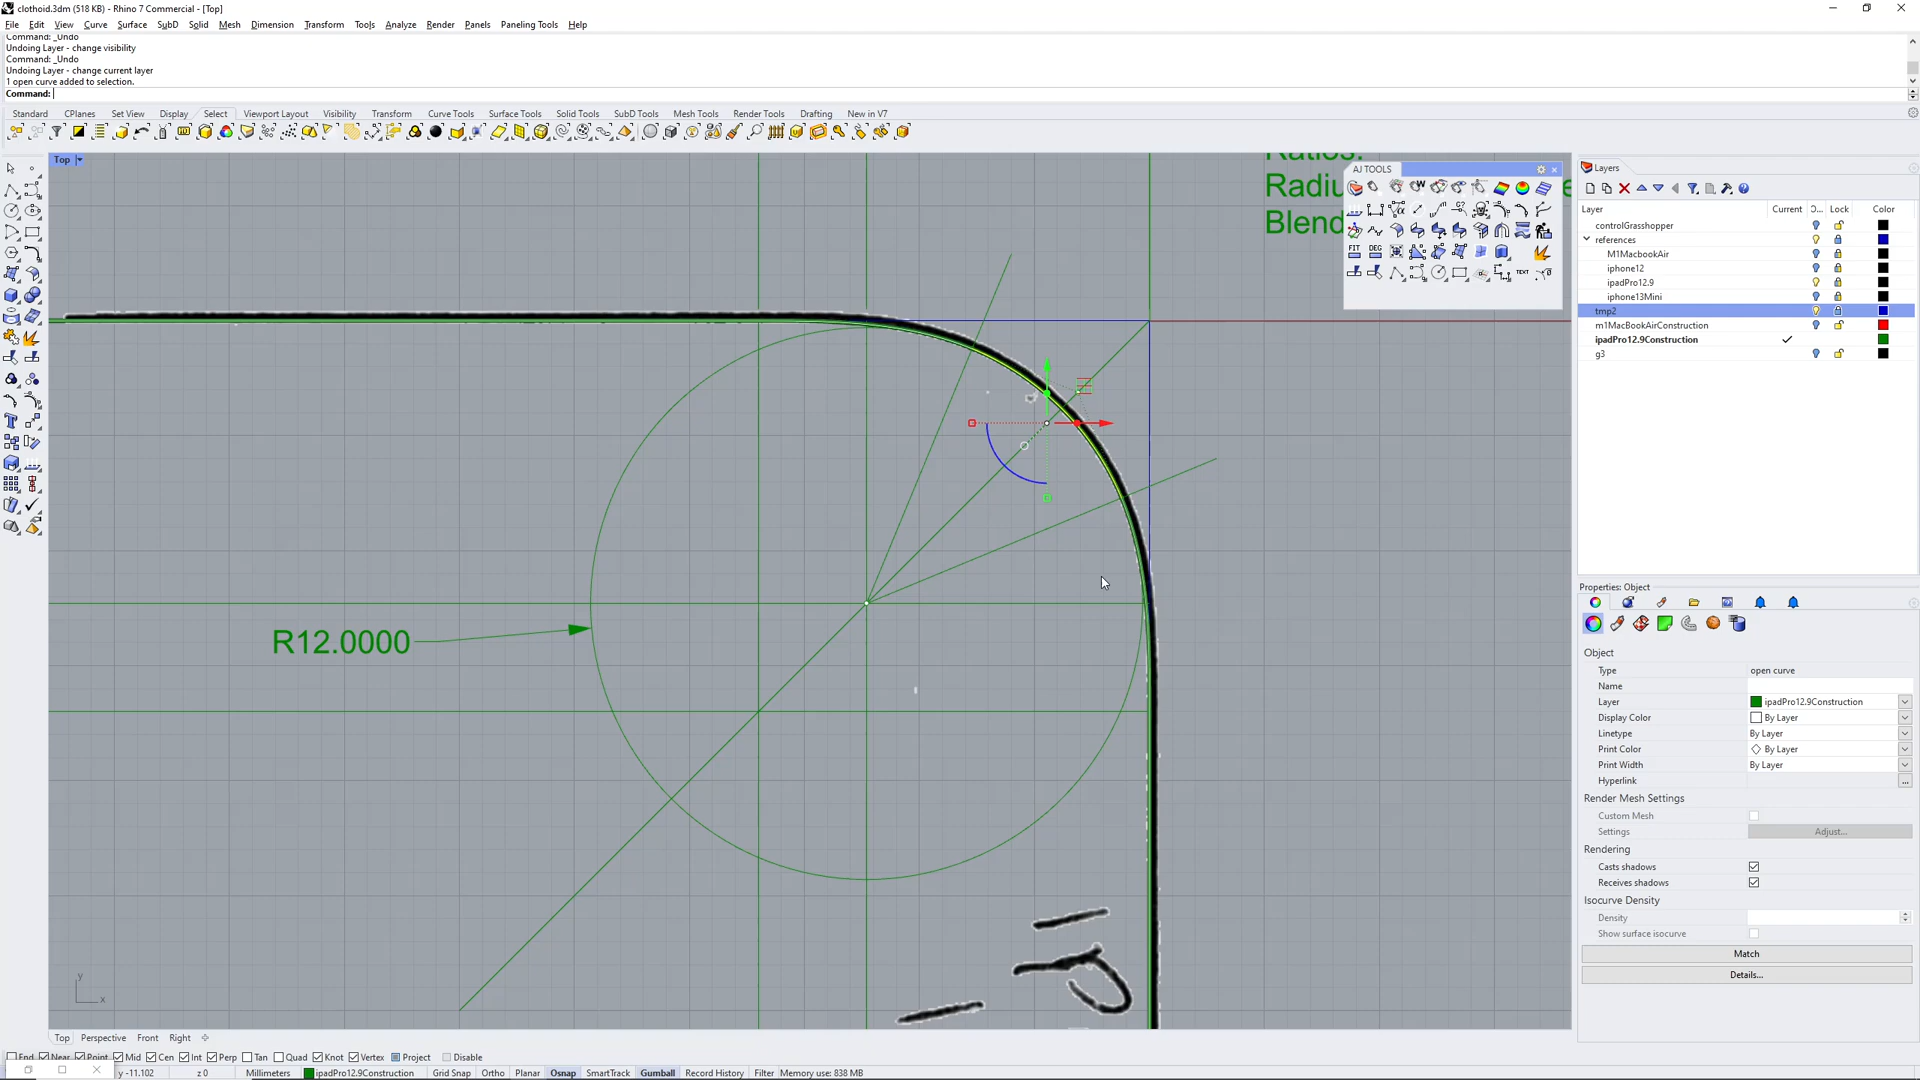 clothoid.3dm (518 KB) - Rhino 7 Commercial - [Top]
File Edit View Curve Surface SubD Solid Mesh Dimension Transform Tools Analyze Render Panels Paneling Tools Help
Command: _Undo
Undoing Layer - change visibility
Command: _Undo
Undoing Layer - change current layer
1 open curve added to selection.
Command:
Standard CPlanes Set View Display Select Viewport Layout Visibility Transform Curve Tools Surface Tools Solid Tools SubD Tools Mesh Tools Render Tools Drafting New in V7
Top
Ratios:
Radiu
Blend
AJ TOOLS
FIT DEG
TEXT
R12.0000
Layers
Layer Current O... Lock Color
controlGrasshopper
references
M1MacbookAir
iphone12
ipadPro12.9
iphone13Mini
tmp2
m1MacBookAirConstruction
ipadPro12.9Construction
g3
Properties: Object
Object
Type open curve
Name
Layer ipadPro12.9Construction
Display Color By Layer
Linetype By Layer
Print Color By Layer
Print Width By Layer
Hyperlink ...
Render Mesh Settings
Custom Mesh
Settings Adjust...
Rendering
Casts shadows
Receives shadows
Isocurve Density
Density
Show surface isocurve
Match
Details...
y
x
Top Perspective Front Right
End Near Point Mid Cen Int Perp Tan Quad Knot Vertex Project Disable
y -11.102 z 0 Millimeters ipadPro12.9Construction Grid Snap Ortho Planar Osnap SmartTrack Gumball Record History Filter Memory use: 838 MB